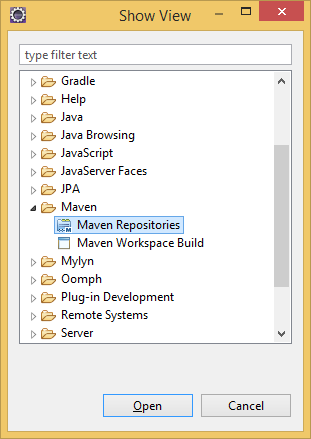 Show View
type filter text
Gradle
Help
Java
Java Browsing
JavaScript
JavaServer Faces
JPA
Maven
Maven Repositories
Maven Workspace Build
Mylyn
Oomph
Plug-in Development
Remote Systems
Server
Open
Cancel